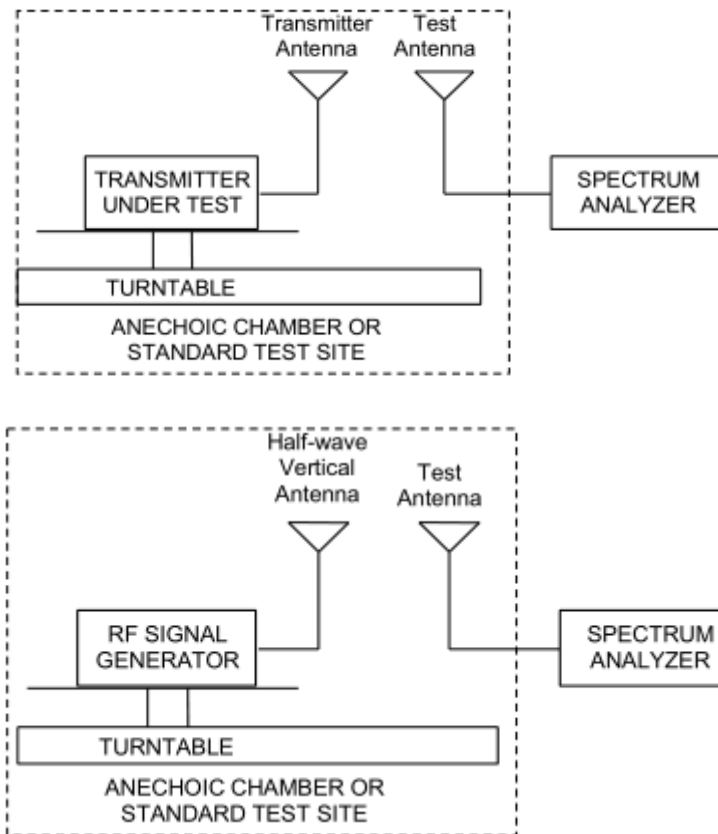 Transmitter
Antenna
Test
Antenna
TRANSMITTER
UNDER TEST
SPECTRUM
ANALYZER
TURNTABLE
ANECHOIC CHAMBER OR
STANDARD TEST SITE
Half-wave
Vertical
Antenna
Test
Antenna
RF SIGNAL
GENERATOR
SPECTRUM
ANALYZER
TURNTABLE
ANECHOIC CHAMBER OR
STANDARD TEST SITE